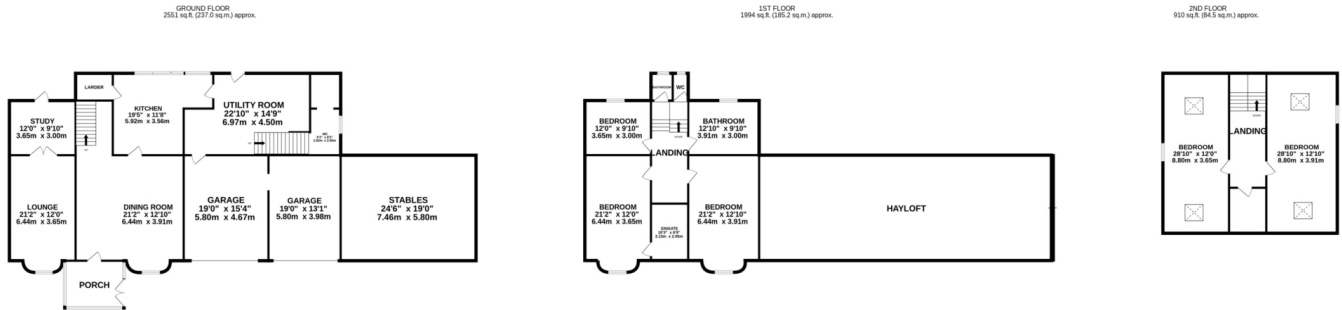 GROUND FLOOR
2551 sq.ft. (237.0 sq.m.) approx.
LARDER
KITCHEN
19'5" x 11'8"
5.92m x 3.56m
UTILITY ROOM
22'10" x 14'9"
6.97m x 4.50m
STUDY
12'0" x 9'10"
3.65m x 3.00m
UP
UP
WC
LOUNGE
21'2" x 12'0"
6.44m x 3.65m
DINING ROOM
21'2" x 12'10"
6.44m x 3.91m
GARAGE
19'0" x 15'4"
5.80m x 4.67m
GARAGE
19'0" x 13'1"
5.80m x 3.98m
STABLES
24'6" x 19'0"
7.46m x 5.80m
PORCH
1ST FLOOR
1994 sq.ft. (185.2 sq.m.) approx.
BATHROOM
WC
BEDROOM
12'0" x 9'10"
3.65m x 3.00m
BATHROOM
12'10" x 9'10"
3.91m x 3.00m
DOWN
LANDING
BEDROOM
21'2" x 12'0"
6.44m x 3.65m
ENSUITE
BEDROOM
21'2" x 12'10"
6.44m x 3.91m
HAYLOFT
2ND FLOOR
910 sq.ft. (84.5 sq.m.) approx.
DOWN
LANDING
BEDROOM
28'10" x 12'0"
8.80m x 3.65m
BEDROOM
28'10" x 12'10"
8.80m x 3.91m